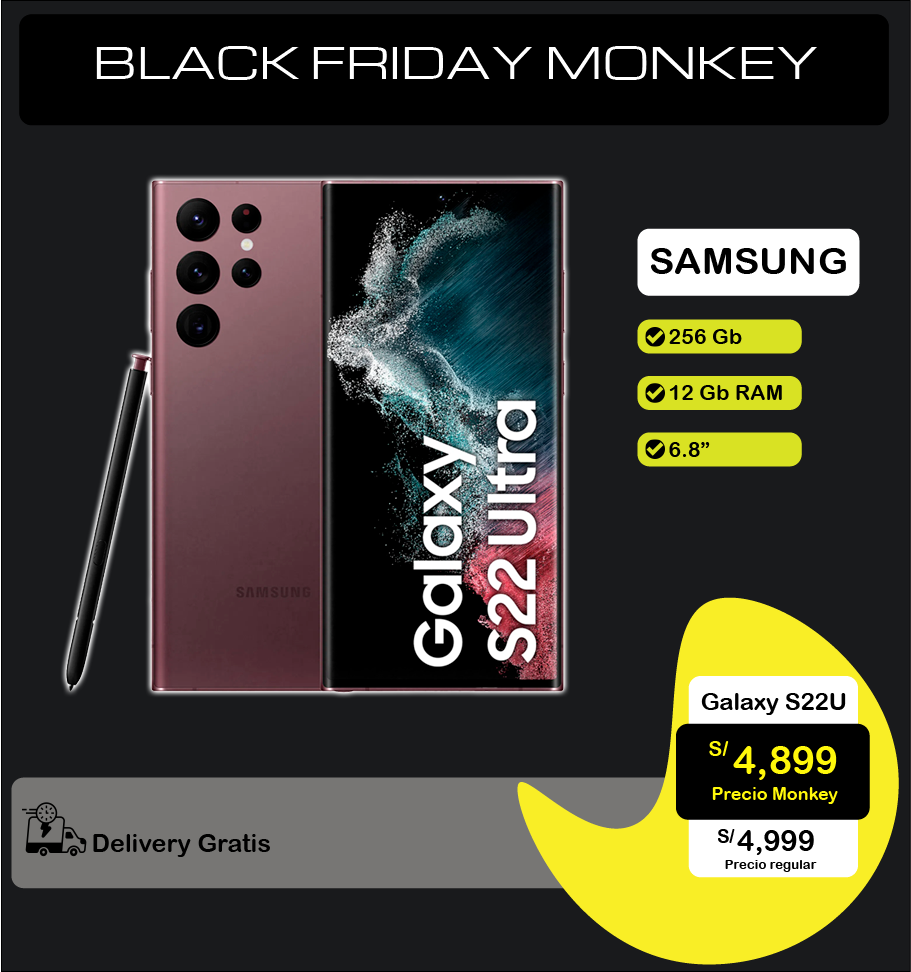 BLACK FRIDAY MONKEY
SAMSUNG
256 Gb
12 Gb RAM
6.8”
SAMSUNG
Galaxy
S22 Ultra
Galaxy S22U
S/ 4,899
Precio Monkey
S/ 4,999
Precio regular
Delivery Gratis